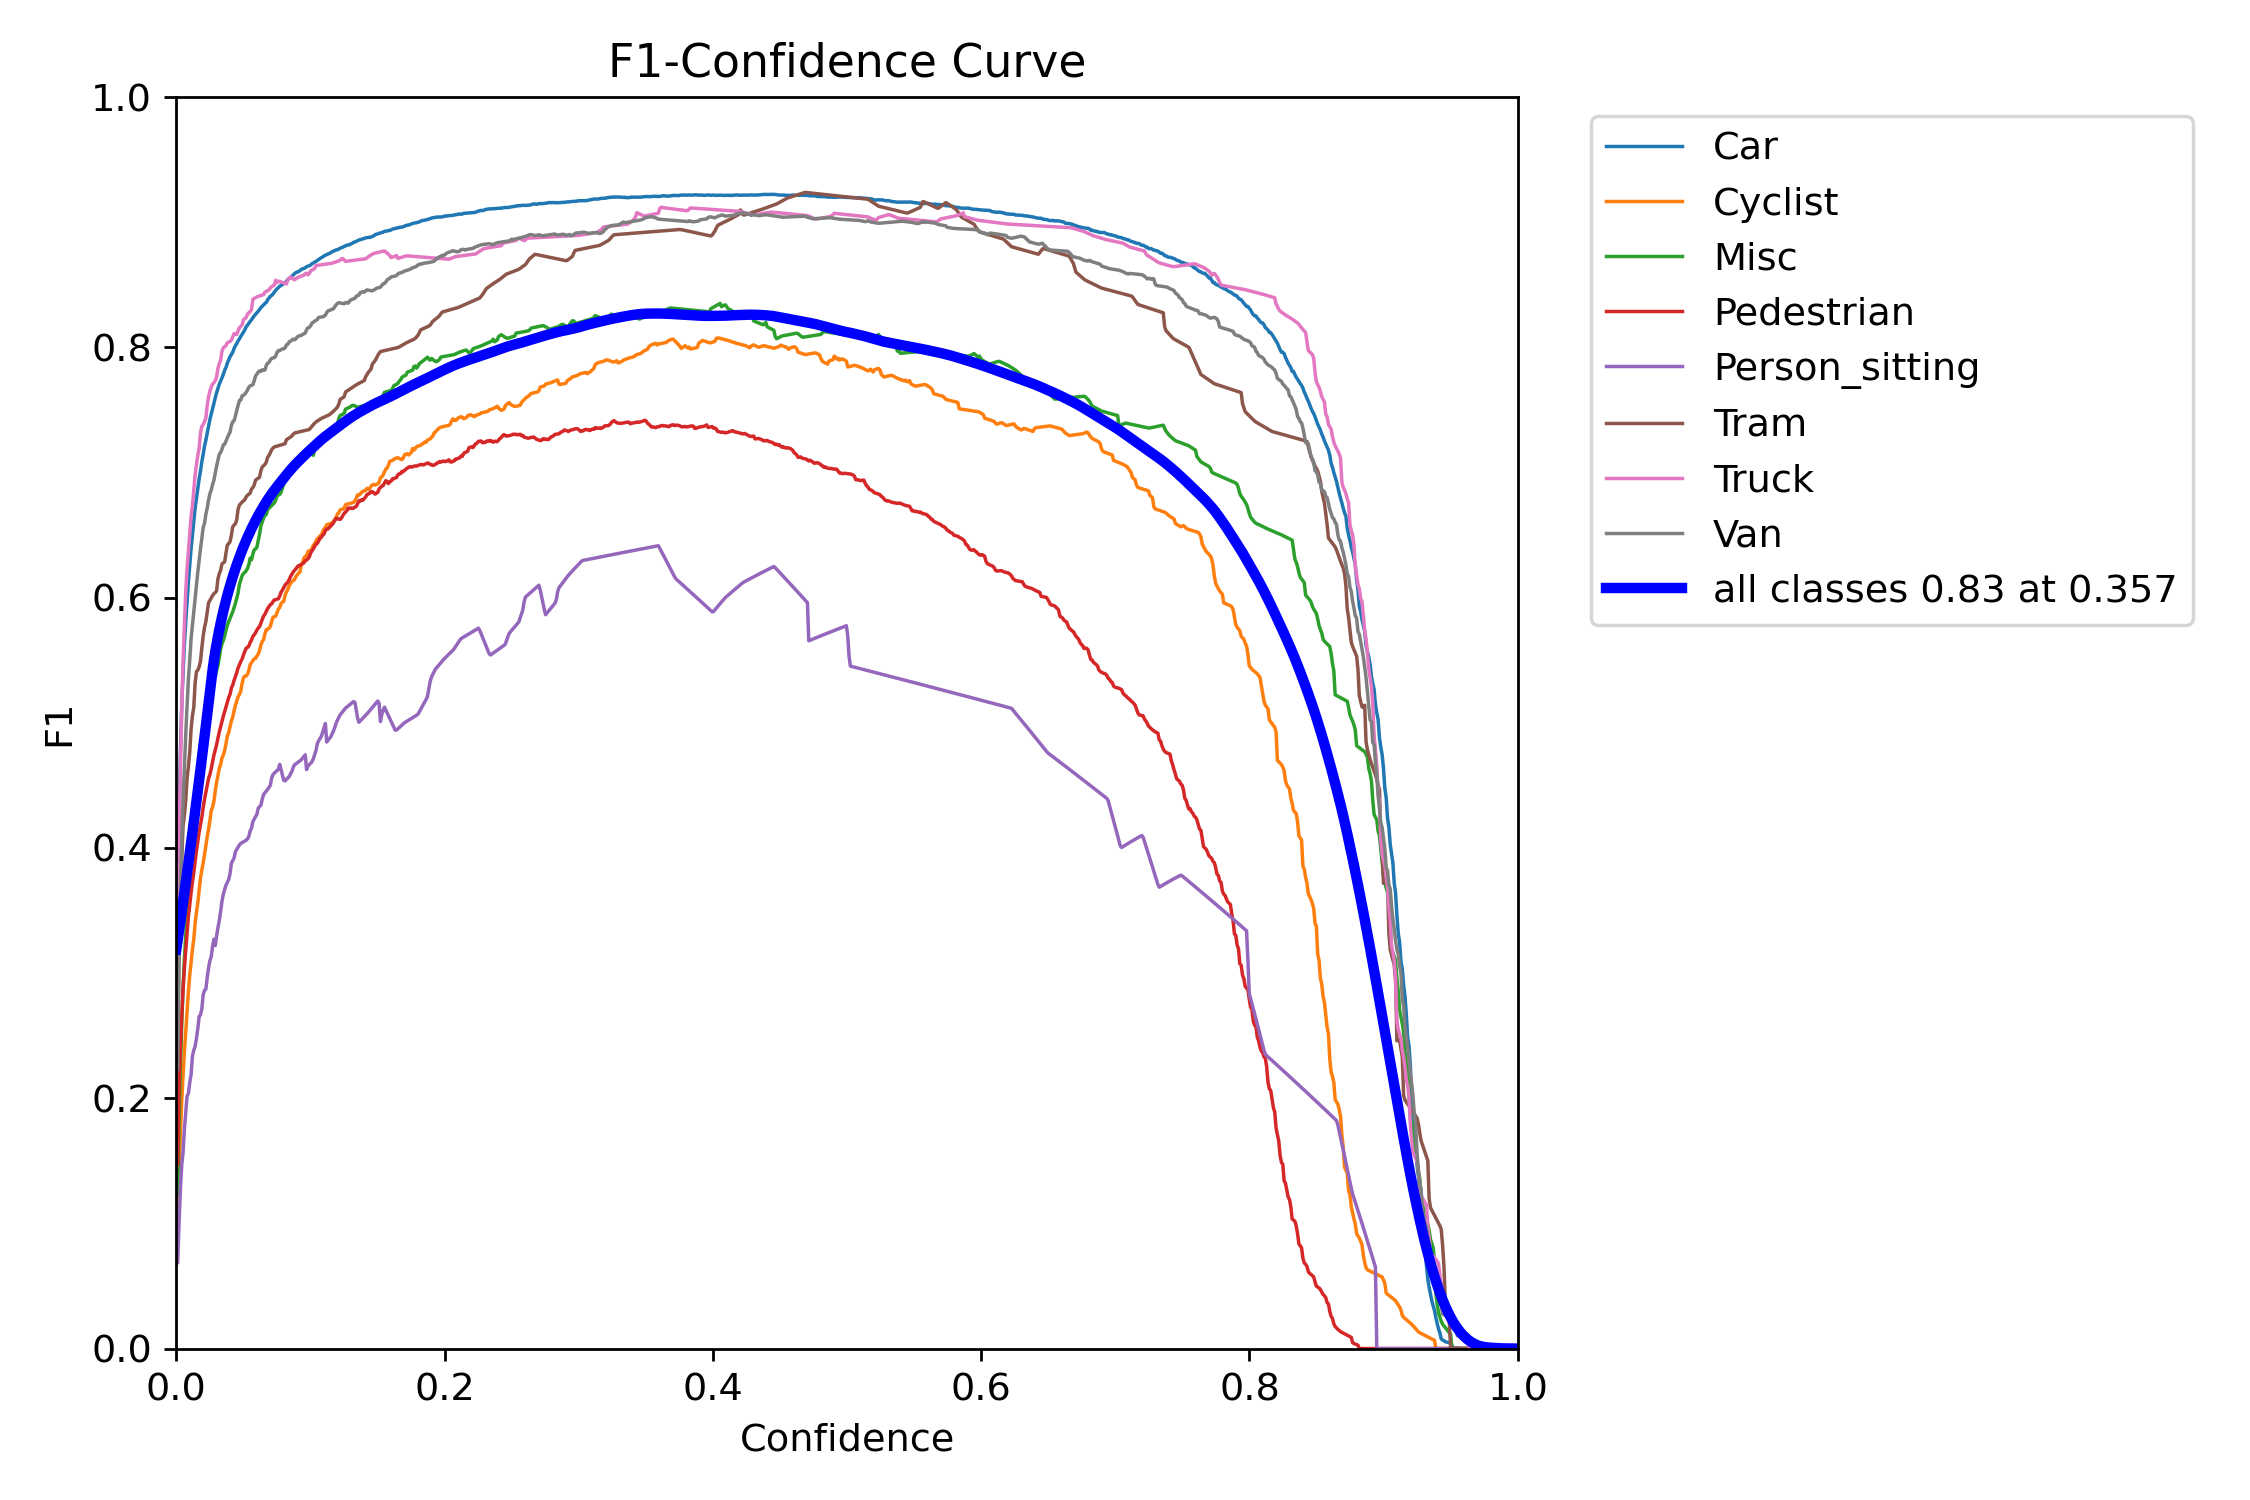 F1-Confidence Curve
1.0
0.8
0.6
0.4
0.2
0.0
F1
0.0 0.2 0.4 0.6 0.8 1.0
Confidence
Car
Cyclist
Misc
Pedestrian
Person_sitting
Tram
Truck
Van
all classes 0.83 at 0.357